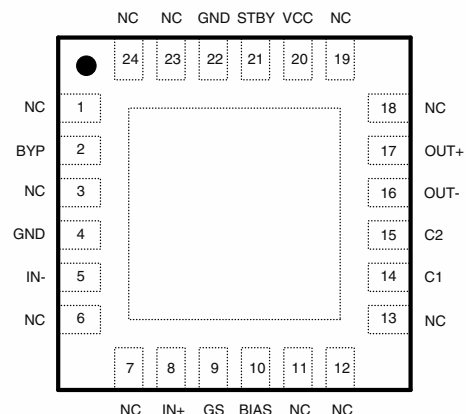 NC NC GND STBY VCC NC
24 23 22 21 20 19
NC 1 18 NC
BYP 2 17 OUT+
NC 3 16 OUT-
GND 4 15 C2
IN- 5 14 C1
NC 6 13 NC
7 8 9 10 11 12
NC IN+ GS BIAS NC NC